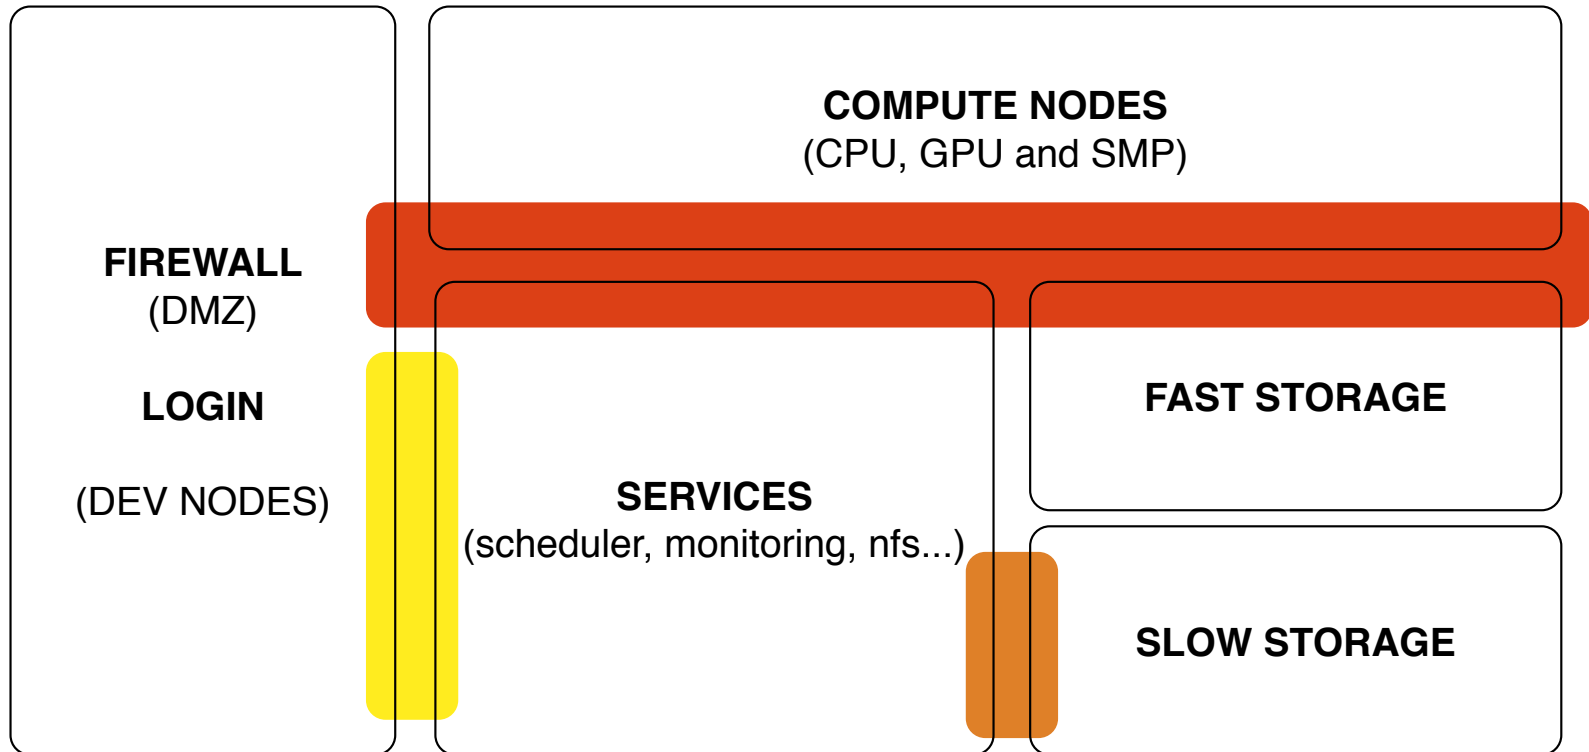 COMPUTE NODES
(CPU, GPU and SMP)
FIREWALL
(DMZ)
LOGIN
(DEV NODES)
SERVICES
(scheduler, monitoring, nfs...)
FAST STORAGE
SLOW STORAGE